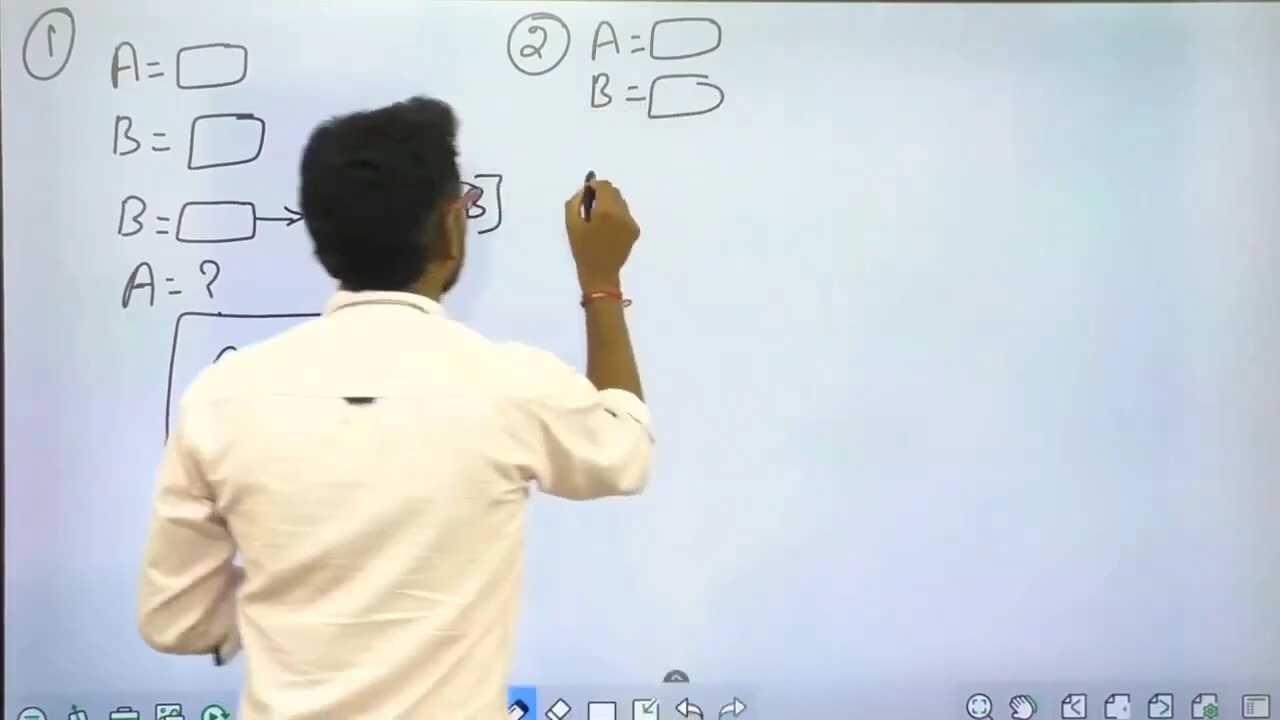 1
A =
B =
B = → B]
A = ?
2 A =
B =